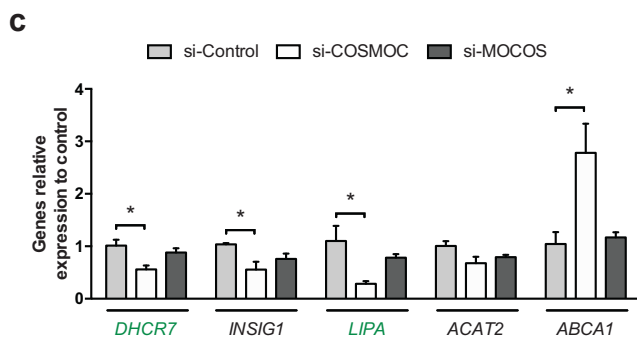 c
si-Control si-COSMOC si-MOCOS
Genes relative
expression to control
4
3
2
1
0
* * * *
DHCR7 INSIG1 LIPA ACAT2 ABCA1